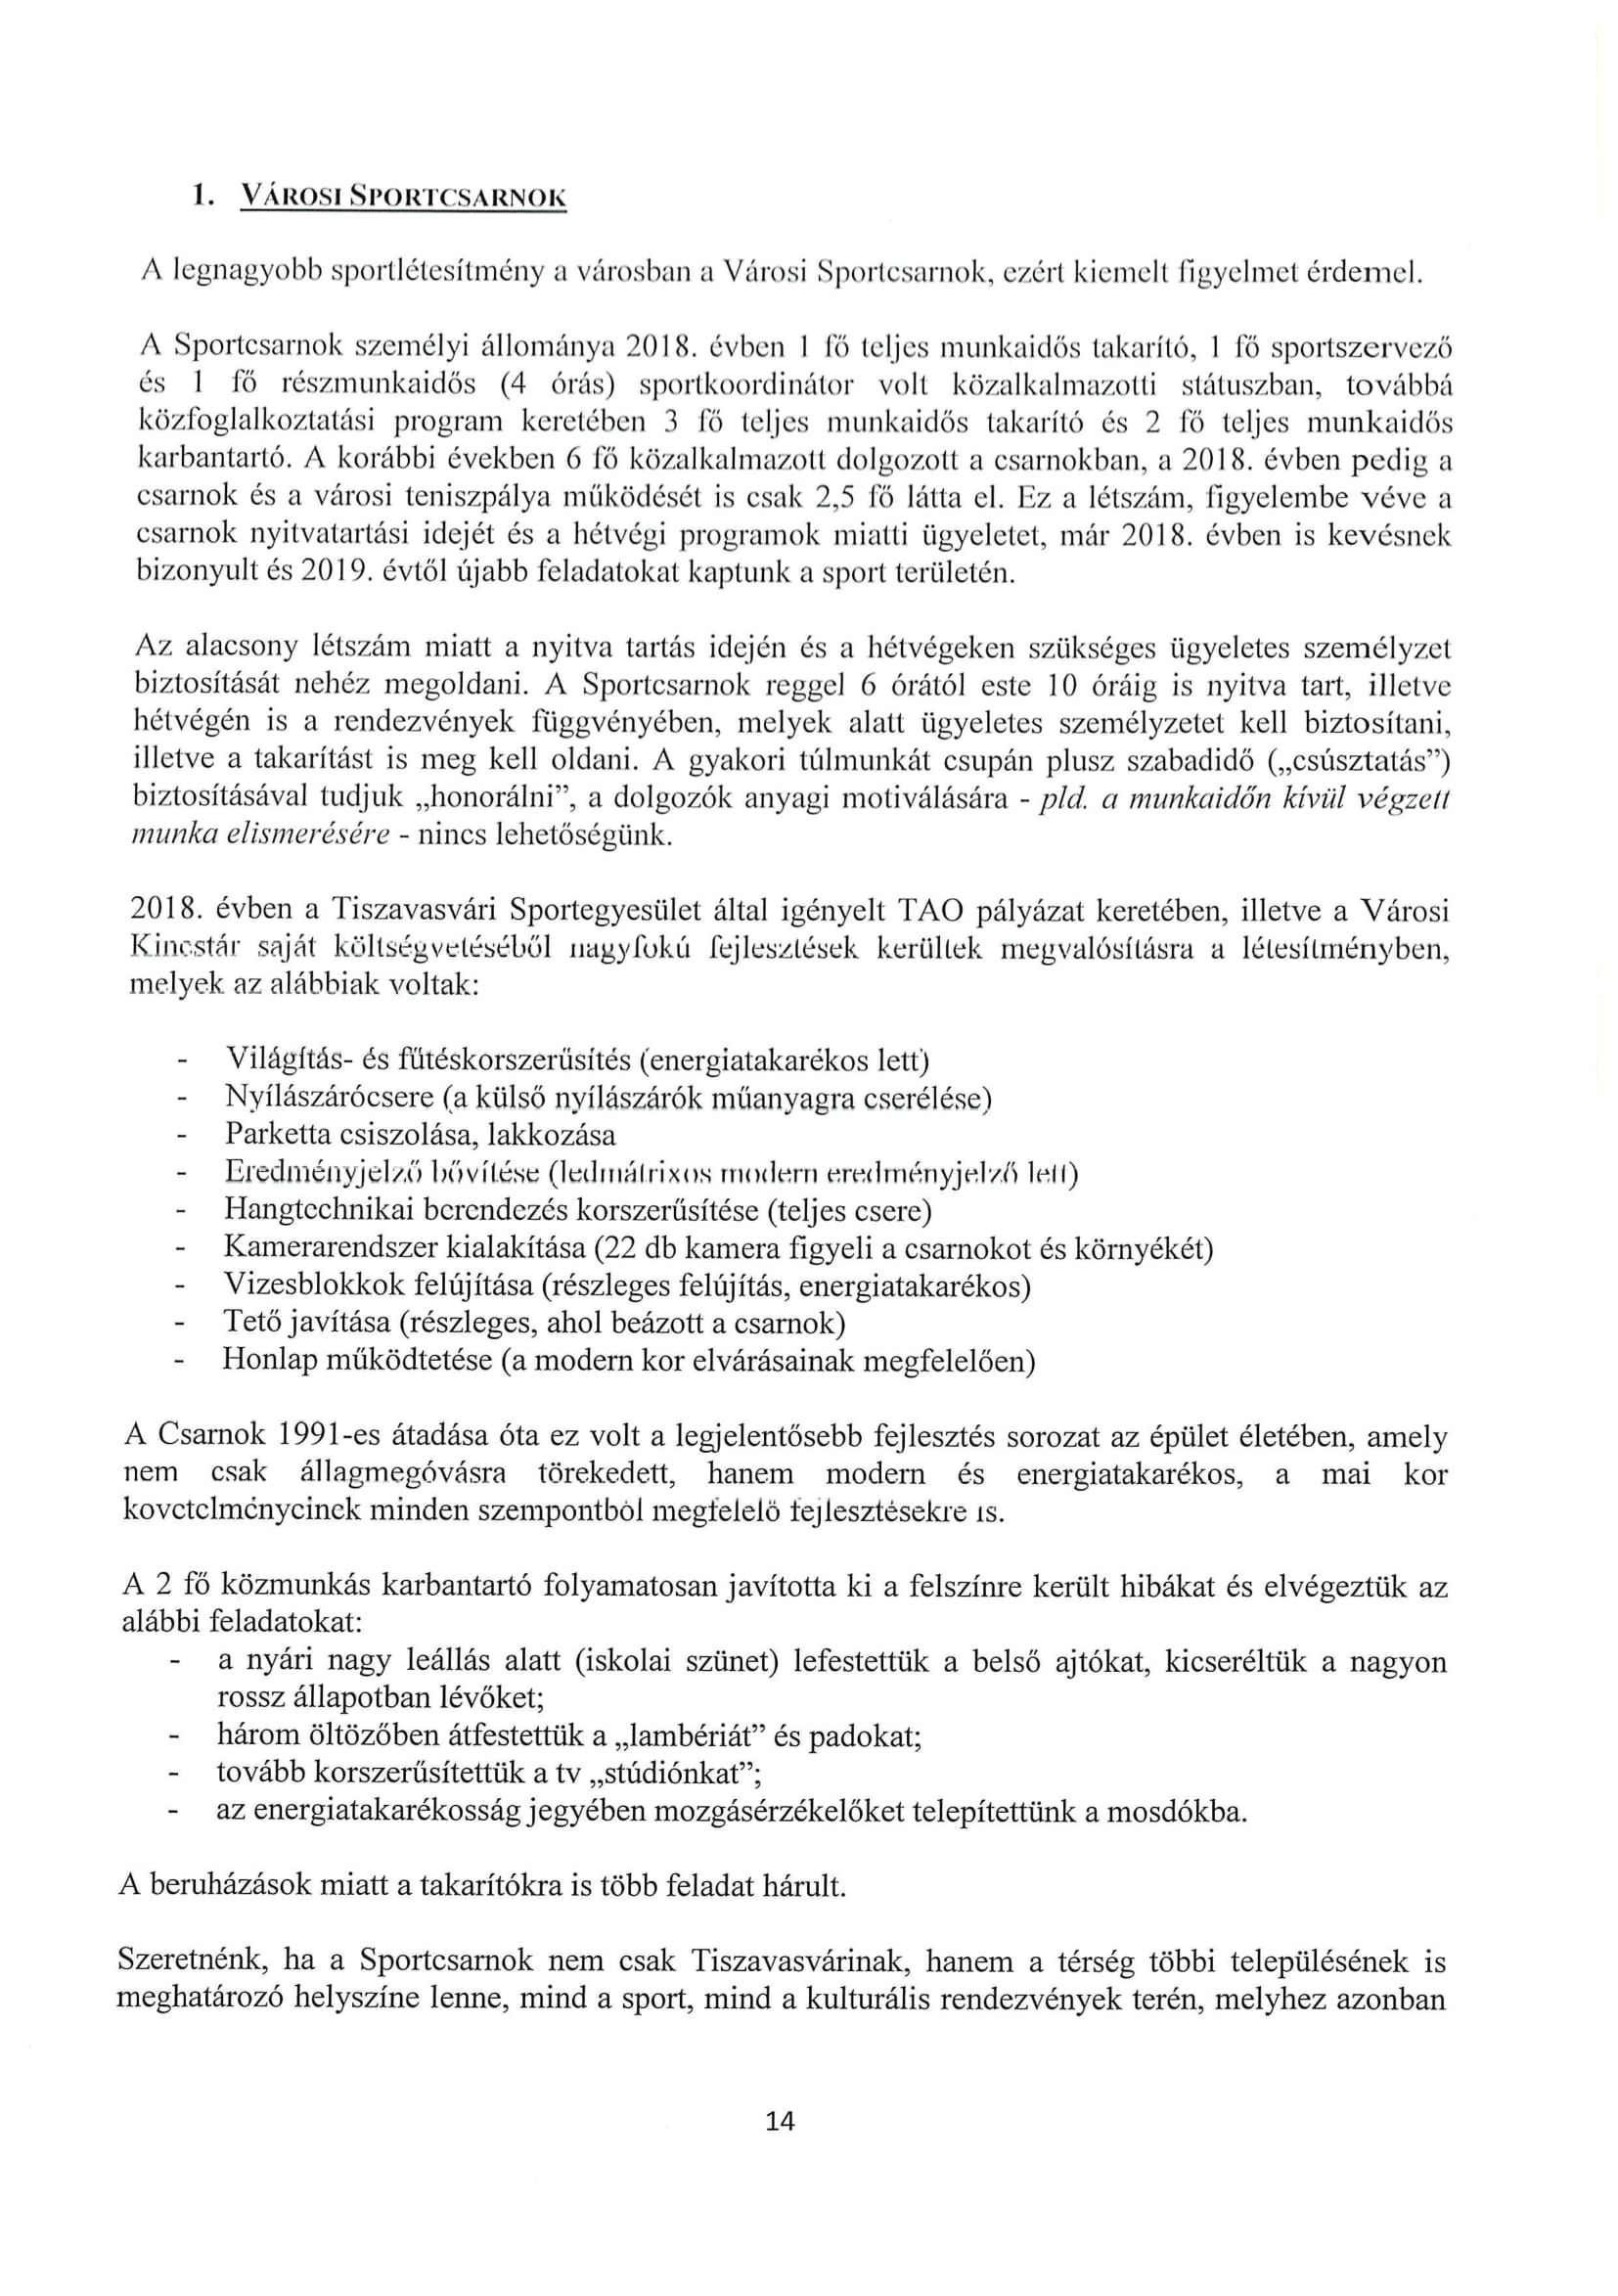 1. VÁROSI SPORTCSARNOK
A legnagyobb sportlétesítmény a városban a Városi Sportcsarnok, ezért kiemelt figyelmet érdemel.
A Sportcsarnok személyi állománya 2018. évben 1 fő teljes munkaidős takarító, 1 fő sportszervező
és 1 fő részmunkaidős (4 órás) sportkoordinátor volt közalkalmazotti státuszban, továbbá
közfoglalkoztatási program keretében 3 fő teljes munkaidős takarító és 2 fő teljes munkaidős
karbantartó. A korábbi években 6 fő közalkalmazott dolgozott a csarnokban, a 2018. évben pedig a
csarnok és a városi teniszpálya működését is csak 2,5 fő látta el. Ez a létszám, figyelembe véve a
csarnok nyitvatartási idejét és a hétvégi programok miatti ügyeletet, már 2018. évben is kevésnek
bizonyult és 2019. évtől újabb feladatokat kaptunk a sport területén.
Az alacsony létszám miatt a nyitva tartás idején és a hétvégeken szükséges ügyeletes személyzet
biztosítását nehéz megoldani. A Sportcsarnok reggel 6 órától este 10 óráig is nyitva tart, illetve
hétvégén is a rendezvények függvényében, melyek alatt ügyeletes személyzetet kell biztosítani,
illetve a takarítást is meg kell oldani. A gyakori túlmunkát csupán plusz szabadidő („csúsztatás”)
biztosításával tudjuk „honorálni”, a dolgozók anyagi motiválására - pld. a munkaidőn kívül végzett
munka elismerésére - nincs lehetőségünk.
2018. évben a Tiszavasvári Sportegyesület által igényelt TAO pályázat keretében, illetve a Városi
Kincstár saját költségvetéséből nagyfokú fejlesztések kerültek megvalósításra a létesítményben,
melyek az alábbiak voltak:
- Világítás- és fűtéskorszerűsítés (energiatakarékos lett)
- Nyílászárócsere (a külső nyílászárók műanyagra cserélése)
- Parketta csiszolása, lakkozása
- Eredményjelző bővítése (ledmátrixos modern eredményjelző lett)
- Hangtechnikai berendezés korszerűsítése (teljes csere)
- Kamerarendszer kialakítása (22 db kamera figyeli a csarnokot és környékét)
- Vizesblokkok felújítása (részleges felújítás, energiatakarékos)
- Tető javítása (részleges, ahol beázott a csarnok)
- Honlap működtetése (a modern kor elvárásainak megfelelően)
A Csarnok 1991-es átadása óta ez volt a legjelentősebb fejlesztés sorozat az épület életében, amely
nem csak állagmegóvásra törekedett, hanem modern és energiatakarékos, a mai kor
követelményeinek minden szempontból megfelelő fejlesztésekre is.
A 2 fő közmunkás karbantartó folyamatosan javította ki a felszínre került hibákat és elvégeztük az
alábbi feladatokat:
- a nyári nagy leállás alatt (iskolai szünet) lefestettük a belső ajtókat, kicseréltük a nagyon
rossz állapotban lévőket;
- három öltözőben átfestettük a „lambériát” és padokat;
- tovább korszerűsítettük a tv „stúdiónkat”;
- az energiatakarékosság jegyében mozgásérzékelőket telepítettünk a mosdókba.
A beruházások miatt a takarítókra is több feladat hárult.
Szeretnénk, ha a Sportcsarnok nem csak Tiszavasvárinak, hanem a térség többi településének is
meghatározó helyszíne lenne, mind a sport, mind a kulturális rendezvények terén, melyhez azonban
14